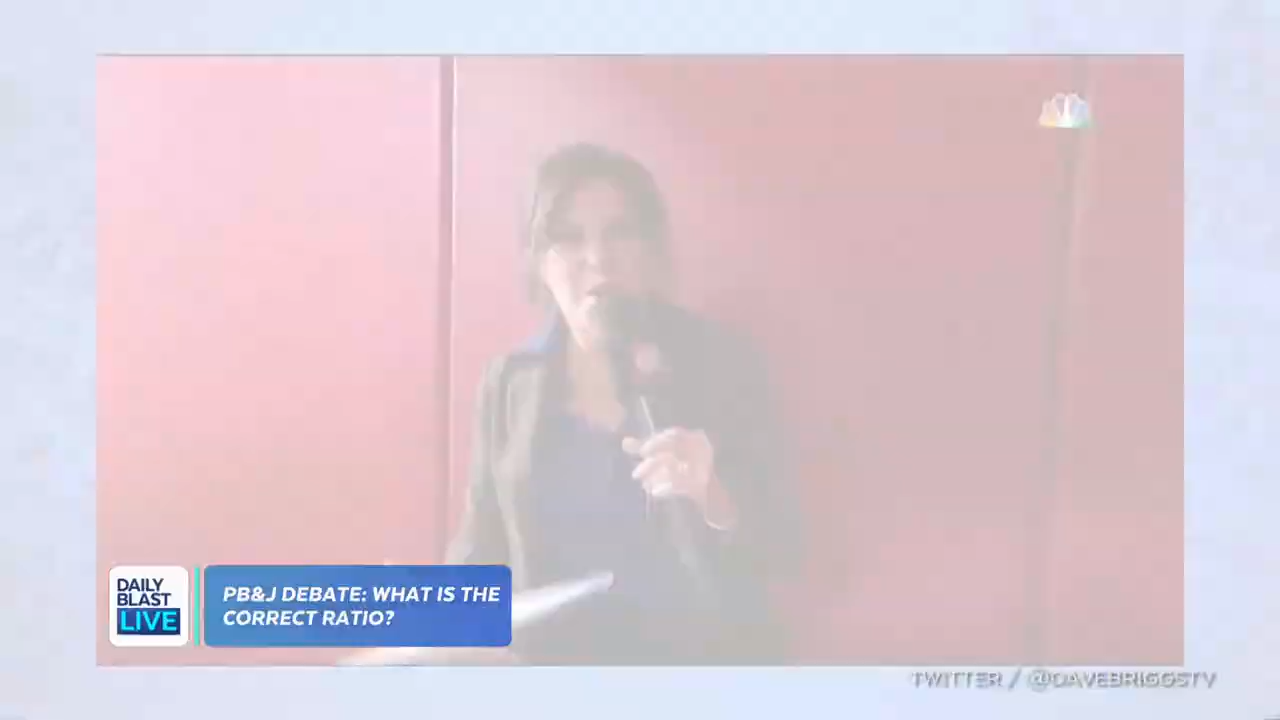 DAILY
BLAST
LIVE
PB&J DEBATE: WHAT IS THE
CORRECT RATIO?
TWITTER / @DAVEBRIGGSTV